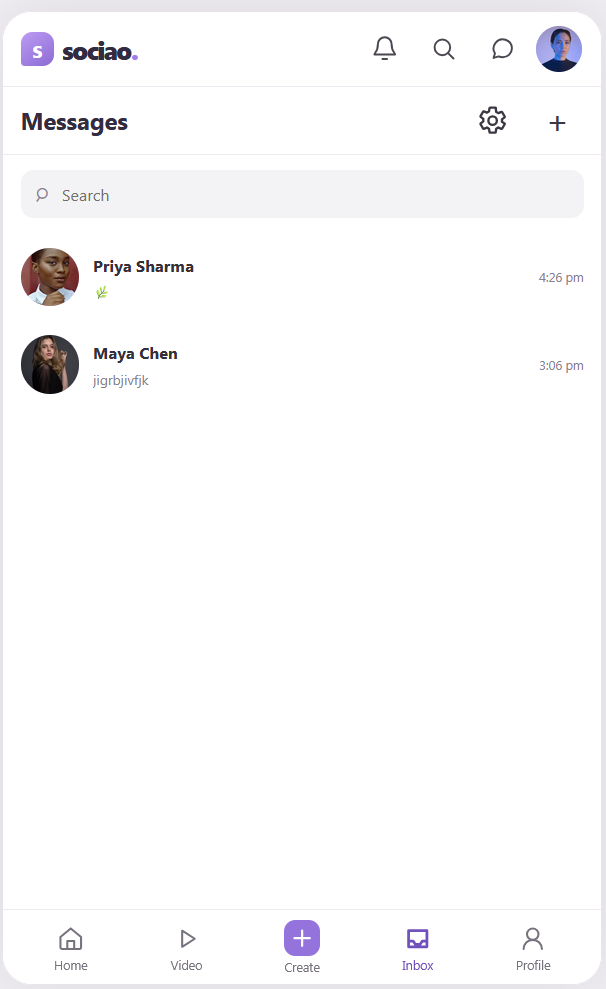 s sociao.
Messages +
Search
Priya Sharma
4:26 pm
🌿
Maya Chen
3:06 pm
jigrbjivfjk
Home Video Create Inbox Profile